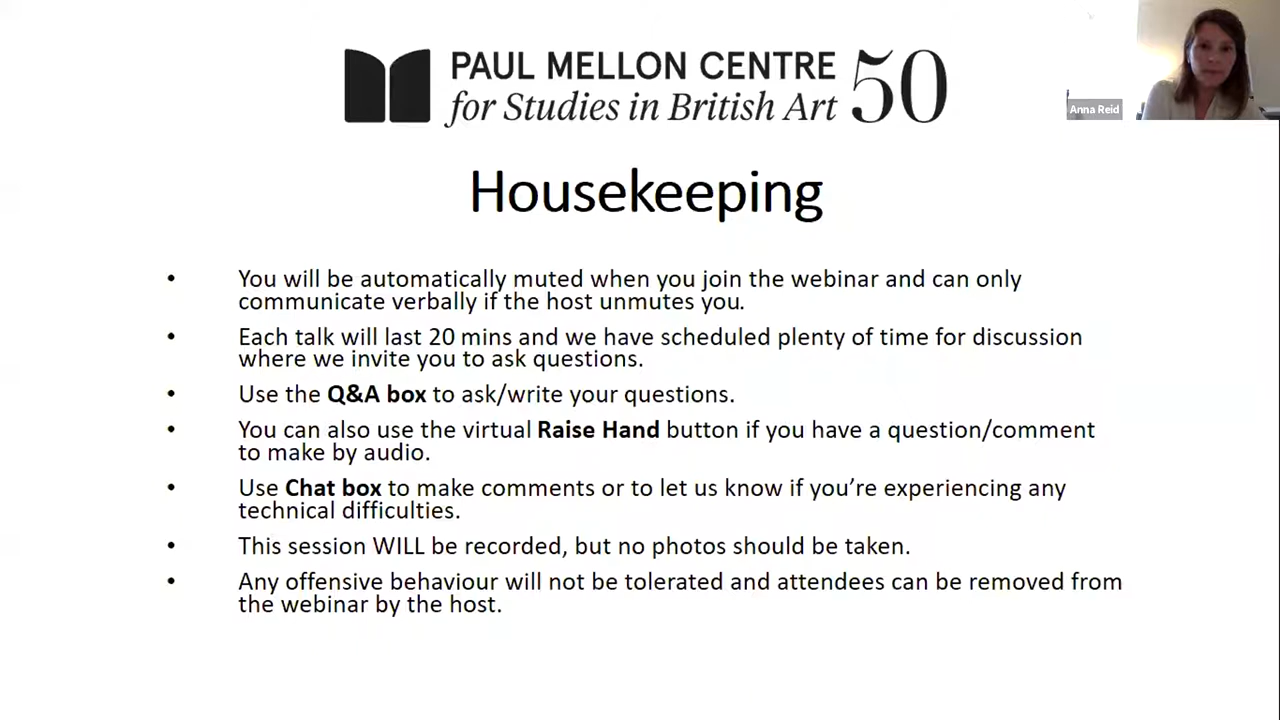 PAUL MELLON CENTRE
for Studies in British Art
50
Anna Reid
Housekeeping
• You will be automatically muted when you join the webinar and can only
communicate verbally if the host unmutes you.
• Each talk will last 20 mins and we have scheduled plenty of time for discussion
where we invite you to ask questions.
• Use the Q&A box to ask/write your questions.
• You can also use the virtual Raise Hand button if you have a question/comment
to make by audio.
• Use Chat box to make comments or to let us know if you’re experiencing any
technical difficulties.
• This session WILL be recorded, but no photos should be taken.
• Any offensive behaviour will not be tolerated and attendees can be removed from
the webinar by the host.